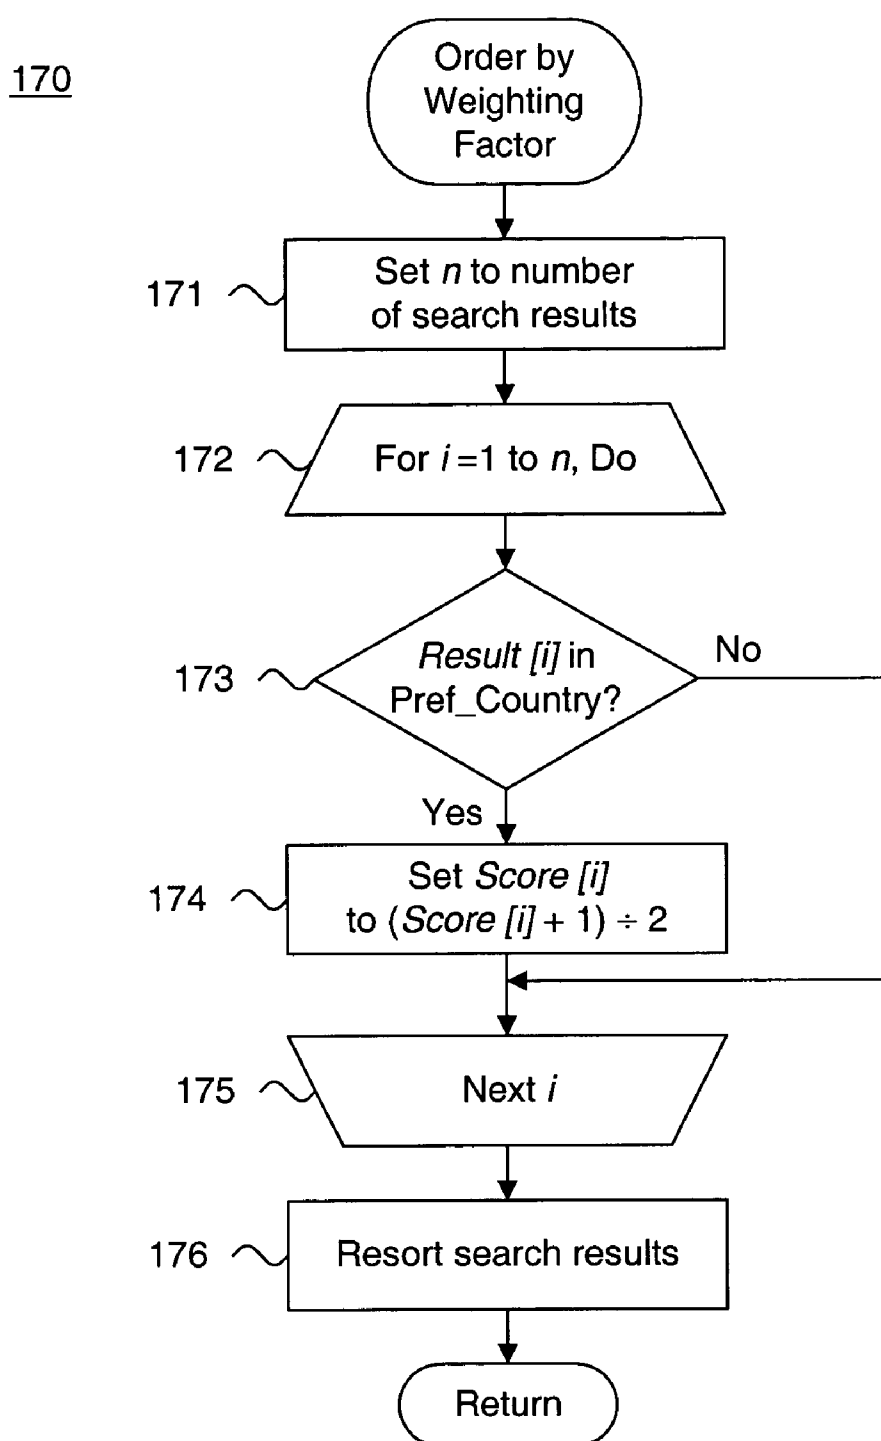 170
Order by
Weighting
Factor
171
Set n to number
of search results
172
For i =1 to n, Do
173
Result [i] in
Pref_Country?
No
Yes
174
Set Score [i]
to (Score [i] + 1) ÷ 2
175
Next i
176
Resort search results
Return